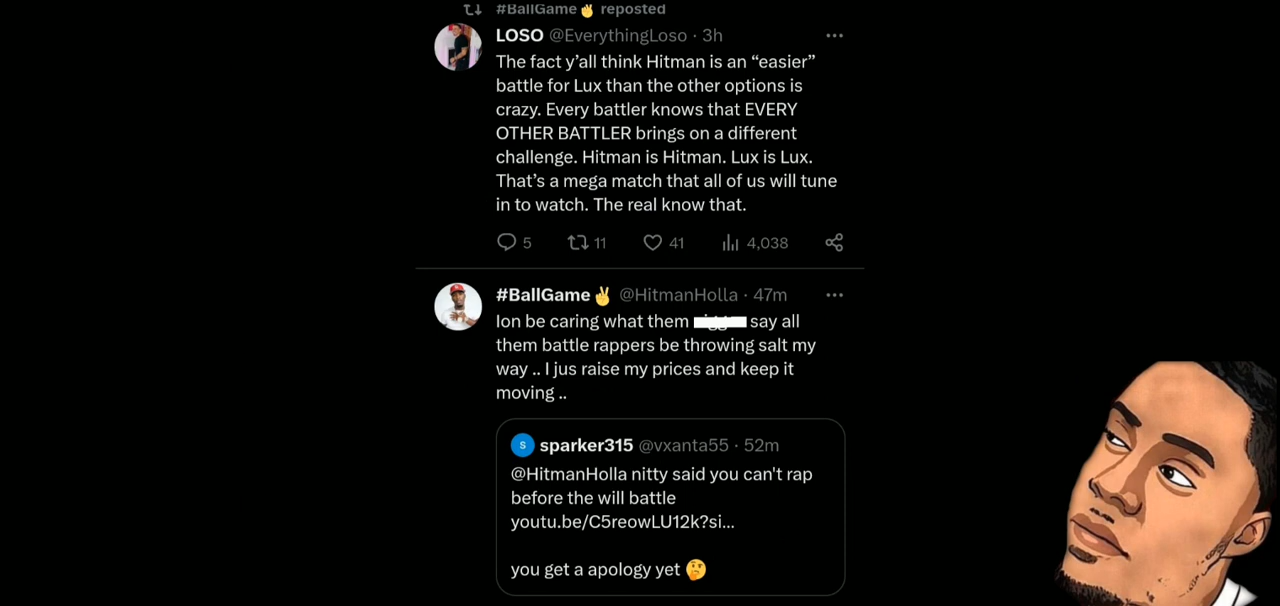 #BallGame✌️ reposted
LOSO @EverythingLoso · 3h
The fact y’all think Hitman is an “easier”
battle for Lux than the other options is
crazy. Every battler knows that EVERY
OTHER BATTLER brings on a different
challenge. Hitman is Hitman. Lux is Lux.
That’s a mega match that all of us will tune
in to watch. The real know that.
5 11 41 4,038
#BallGame✌️ @HitmanHolla · 47m
Ion be caring what them say all
them battle rappers be throwing salt my
way .. I jus raise my prices and keep it
moving ..
S sparker315 @vxanta55 · 52m
@HitmanHolla nitty said you can't rap
before the will battle
youtu.be/C5reowLU12k?si...
you get a apology yet 🤔